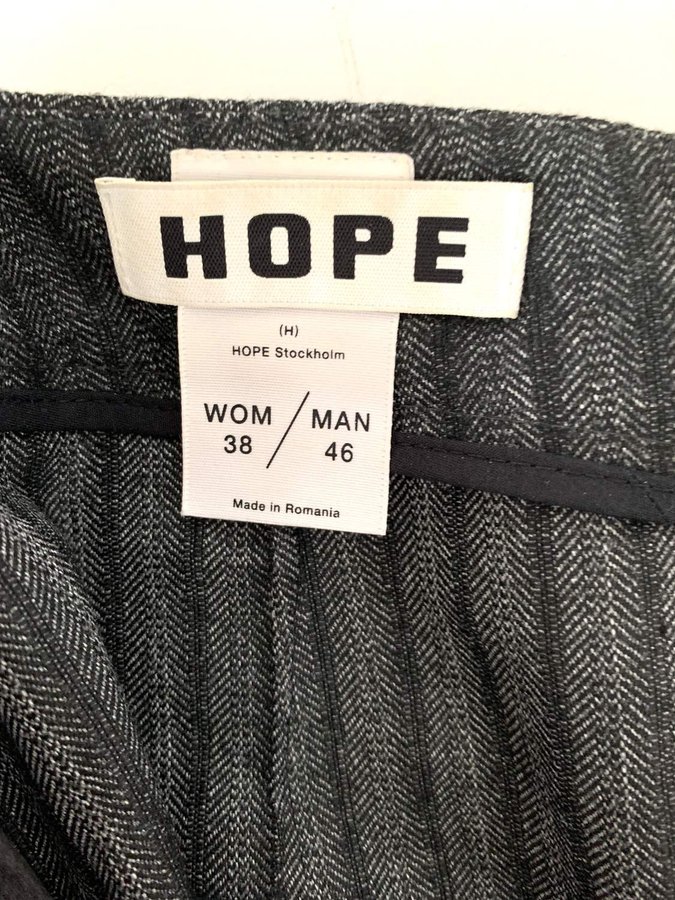 HOPE
(H)
HOPE Stockholm
WOM / MAN
38 46
Made in Romania